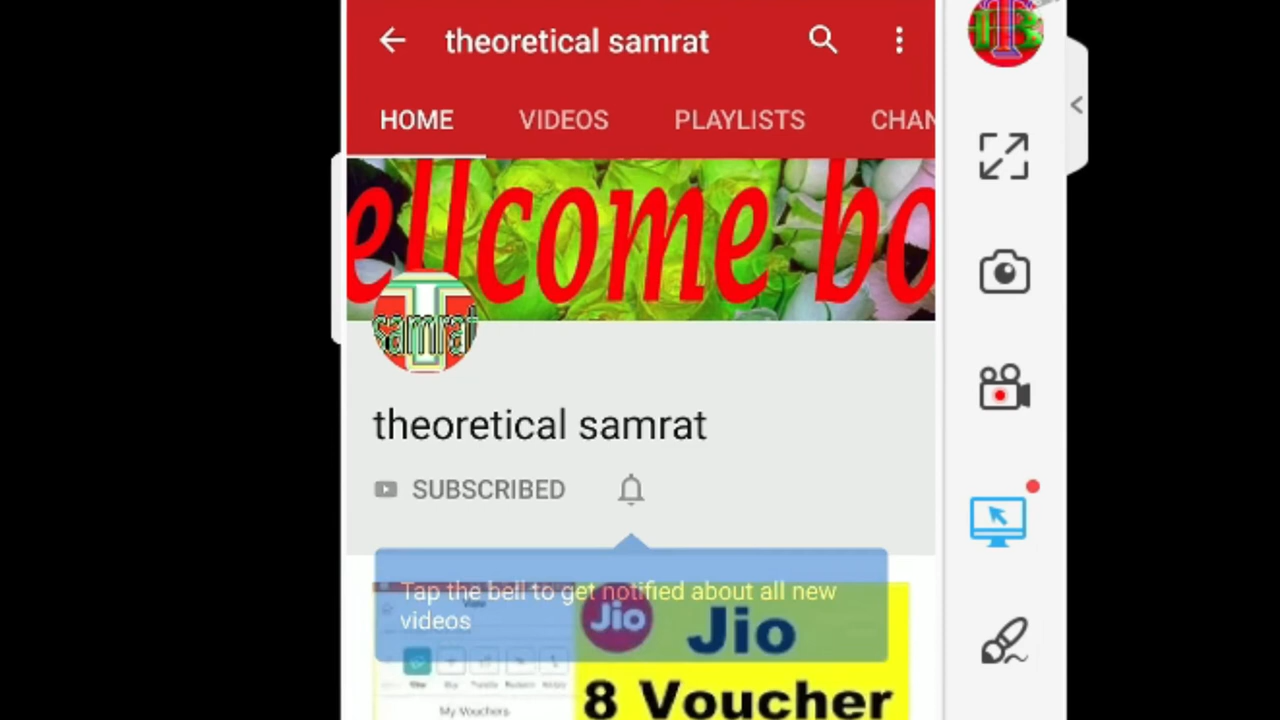 theoretical samrat
HOME VIDEOS PLAYLISTS CHAN
ellcome bo
samrat
theoretical samrat
SUBSCRIBED
Tap the bell to get notified about all new
videos
Jio Jio
8 Voucher
My Vouchers